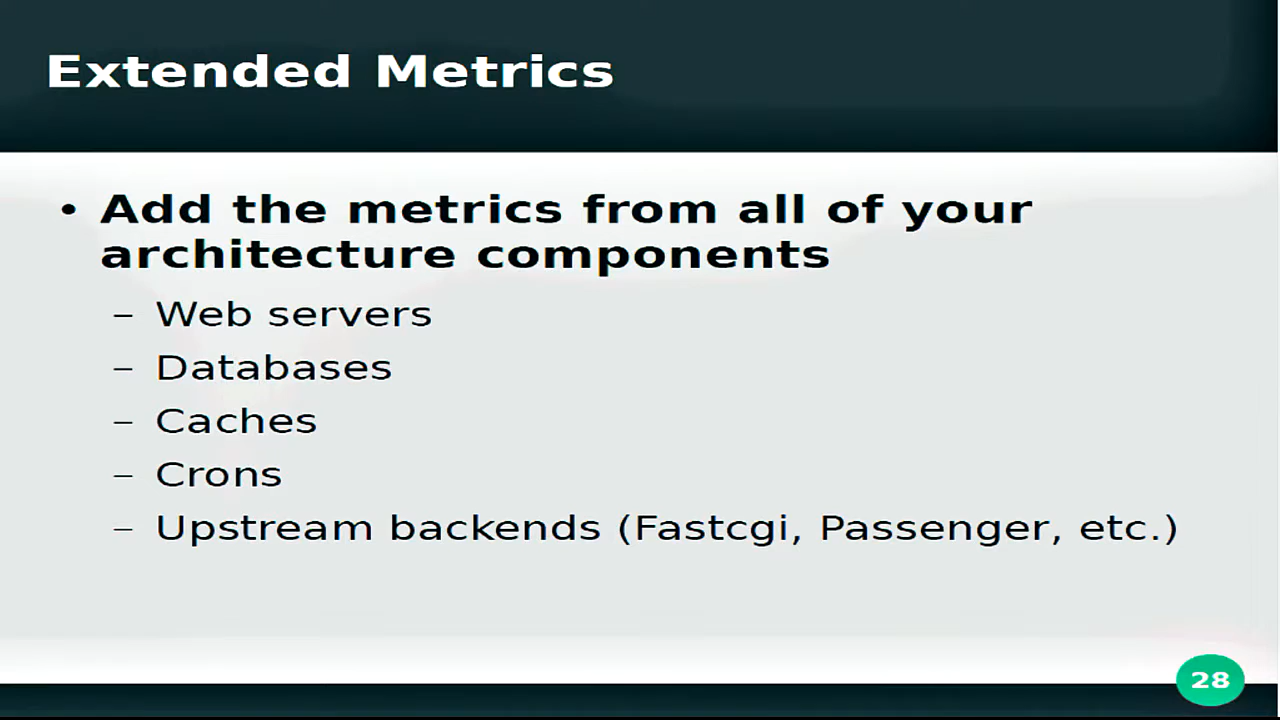 Extended Metrics
• Add the metrics from all of your
architecture components
– Web servers
– Databases
– Caches
– Crons
– Upstream backends (Fastcgi, Passenger, etc.)
28